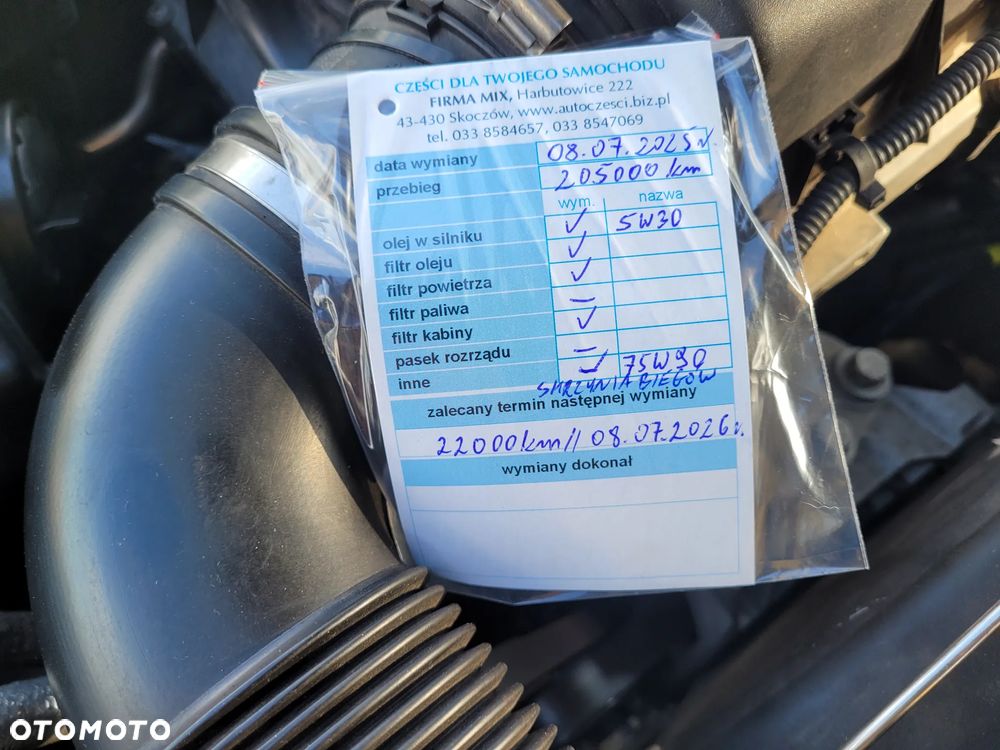 CZĘŚCI DLA TWOJEGO SAMOCHODU
FIRMA MIX, Harbutowice 222
43-430 Skoczów, www.autoczesci.biz.pl
tel. 033 8584657, 033 8547069
data wymiany 08.07.2025r.
przebieg 205000 km
wym. nazwa
olej w silniku ✓ 5W30
filtr oleju ✓
filtr powietrza ✓
filtr paliwa –
filtr kabiny ✓
pasek rozrządu –
inne ✓ 75W90
SKRZYNIA BIEGÓW
zalecany termin następnej wymiany
22000km// 08.07.2026r.
wymiany dokonał
OTOMOTO